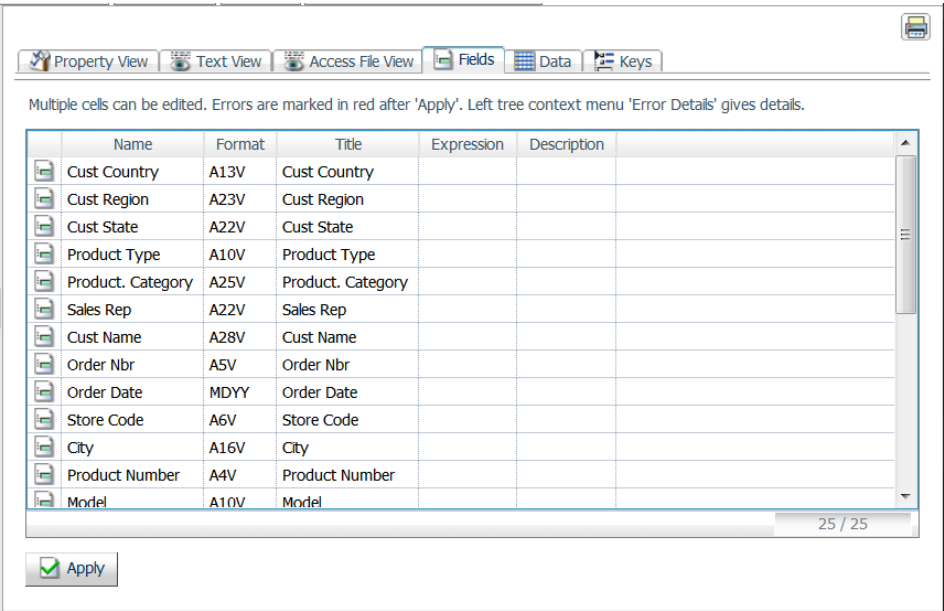 Property View Text View Access File View Fields Data Keys
Multiple cells can be edited. Errors are marked in red after 'Apply'. Left tree context menu 'Error Details' gives details.
Name Format Title Expression Description
Cust Country A13V Cust Country
Cust Region A23V Cust Region
Cust State A22V Cust State
Product Type A10V Product Type
Product. Category A25V Product. Category
Sales Rep A22V Sales Rep
Cust Name A28V Cust Name
Order Nbr A5V Order Nbr
Order Date MDYY Order Date
Store Code A6V Store Code
City A16V City
Product Number A4V Product Number
Model A10V Model
25 / 25
Apply